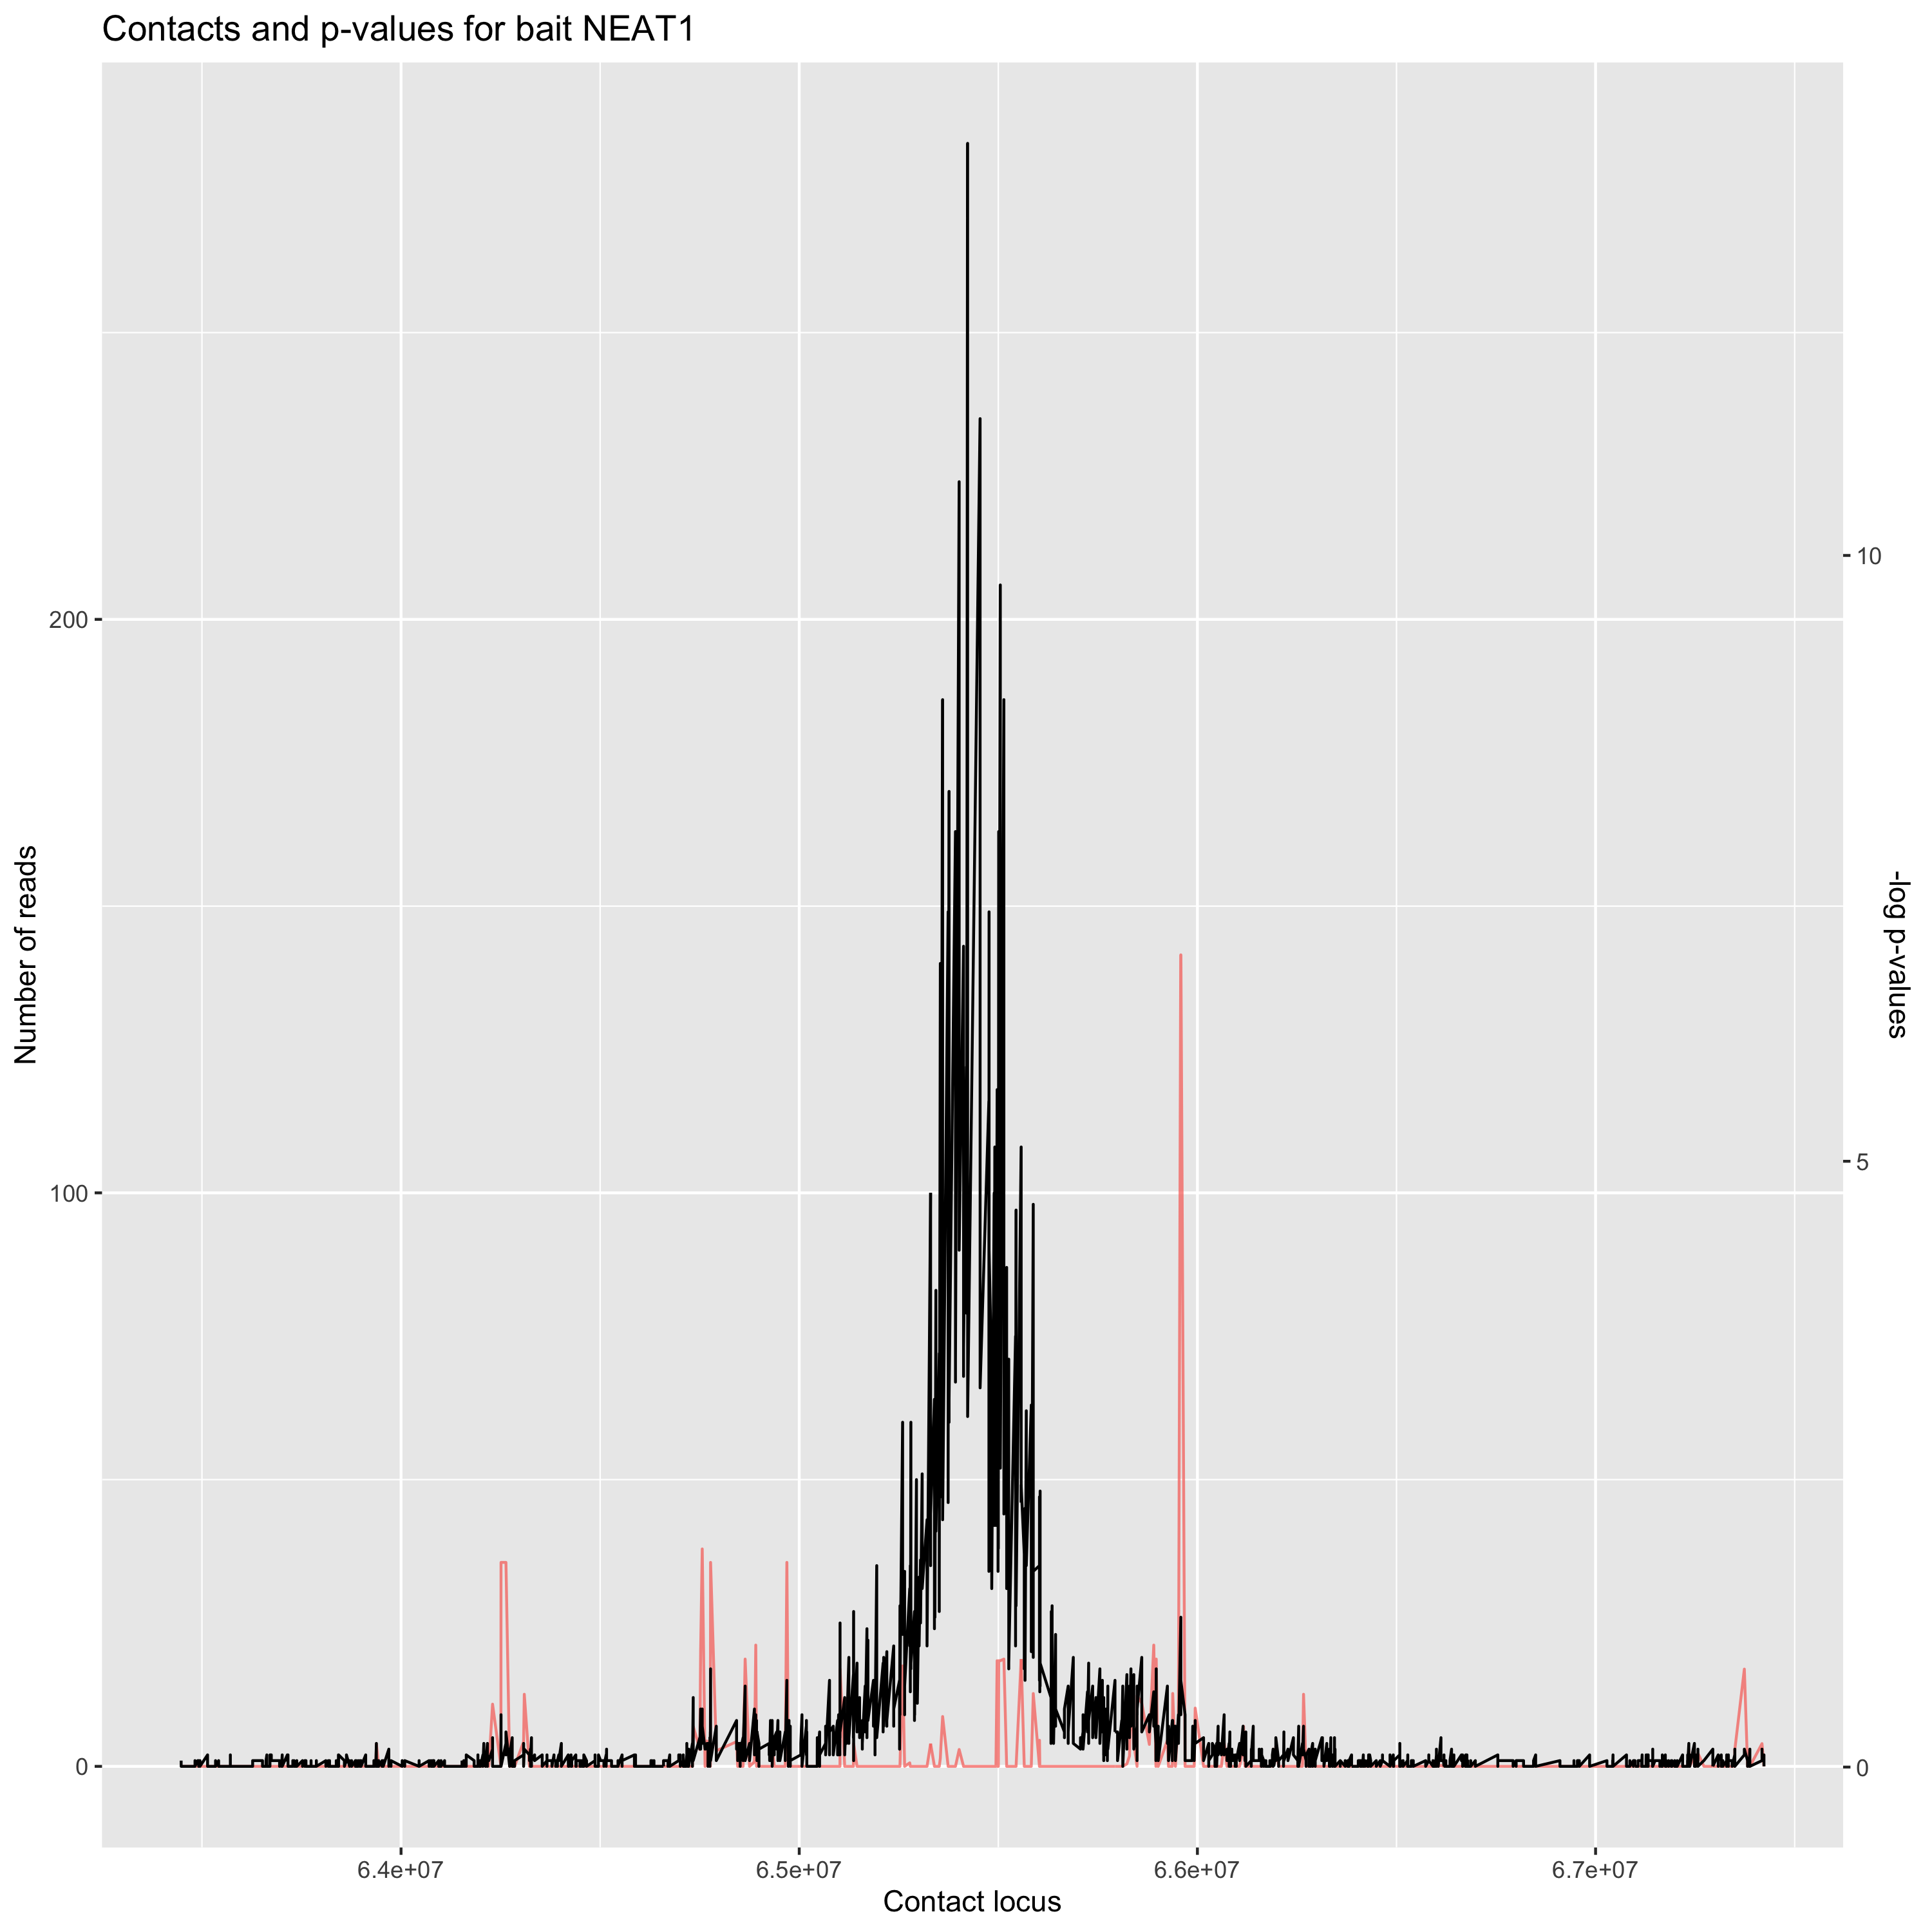 Contacts and p-values for bait NEAT1
Number of reads
200
100
0
10
5
0
-log p-values
6.4e+07
6.5e+07
6.6e+07
6.7e+07
Contact locus